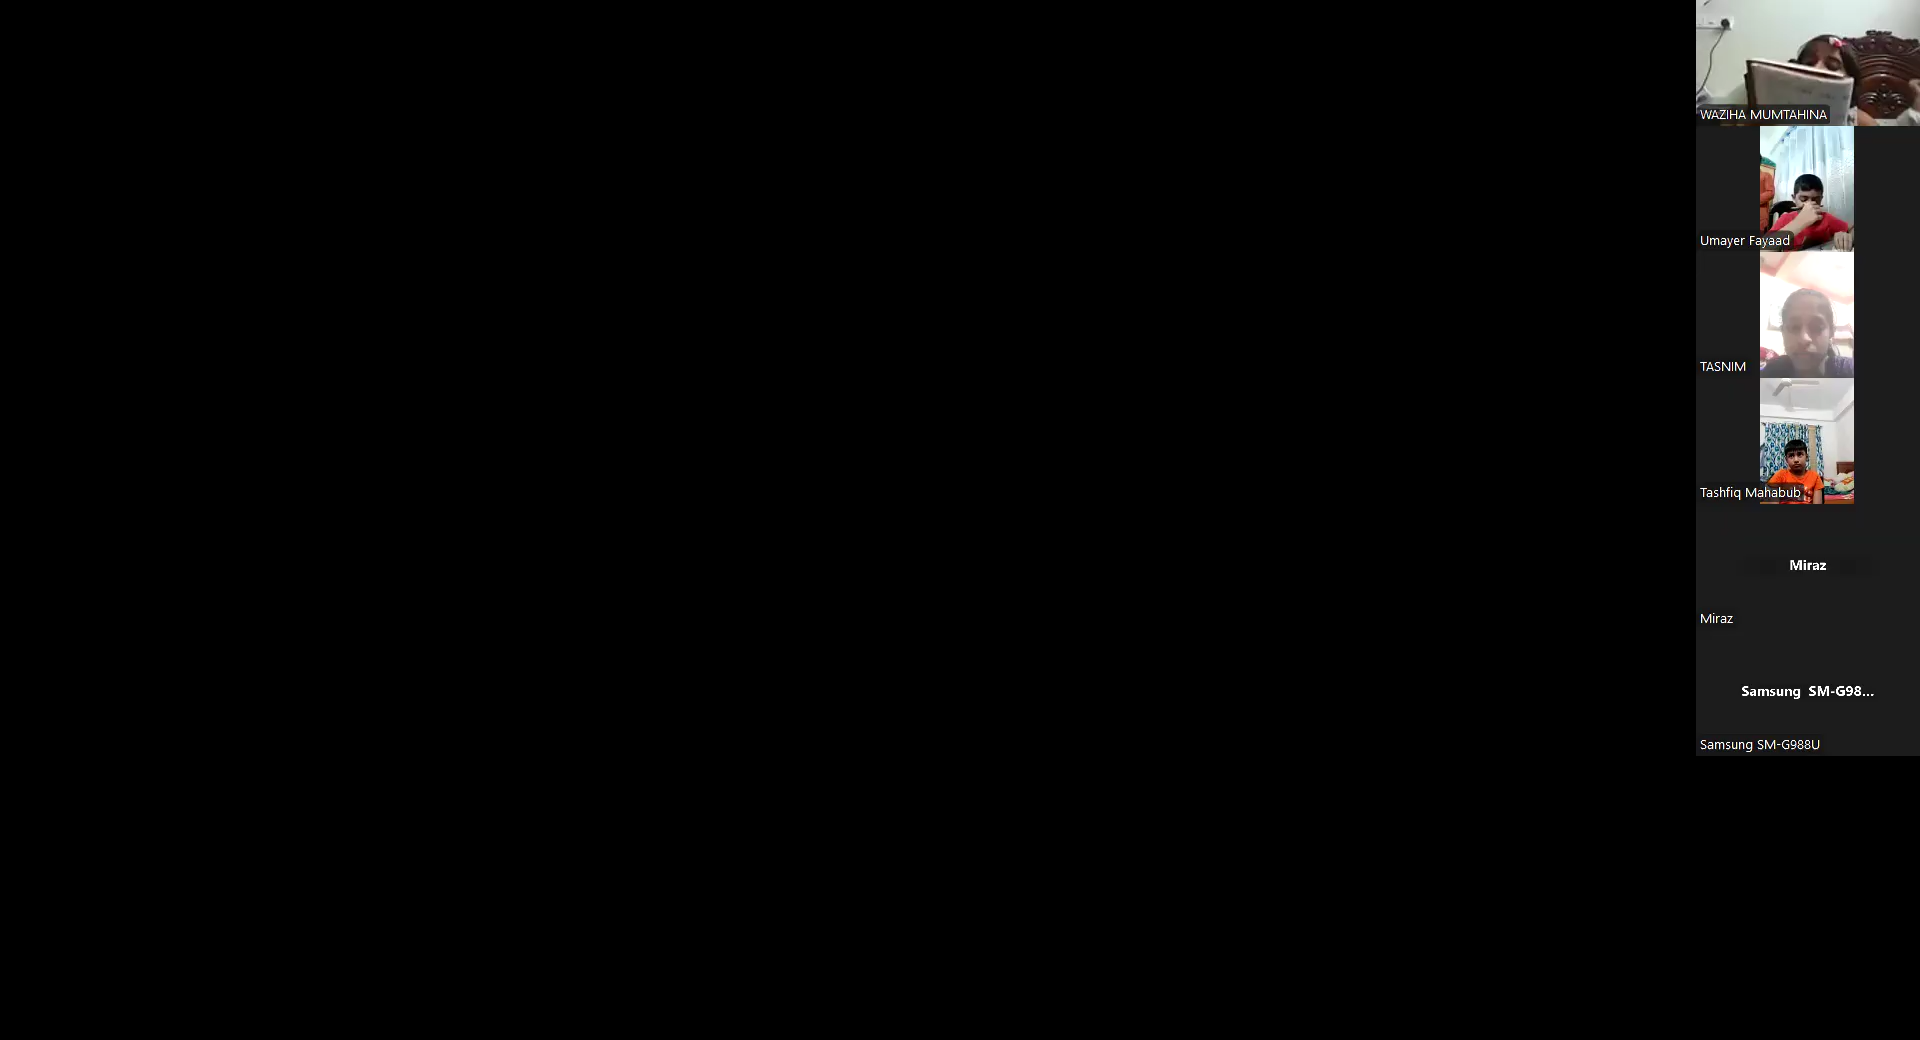 WAZIHA MUMTAHINA
Umayer Fayaad
TASNIM
Tashfiq Mahabub
Miraz
Miraz
Samsung SM-G98...
Samsung SM-G988U